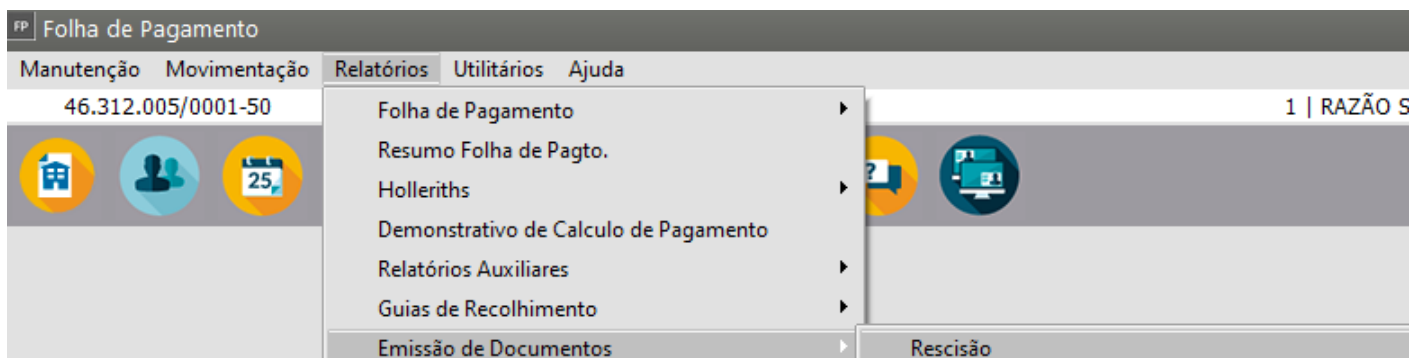 FP Folha de Pagamento
Manutenção Movimentação Relatórios Utilitários Ajuda
46.312.005/0001-50 1 | RAZÃO S
Folha de Pagamento
Resumo Folha de Pagto.
25
?
Holleriths
Demonstrativo de Calculo de Pagamento
Relatórios Auxiliares
Guias de Recolhimento
Emissão de Documentos Rescisão